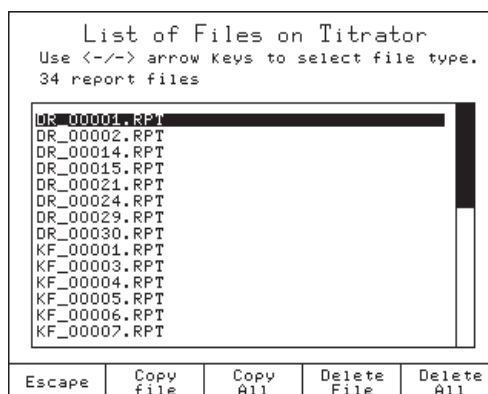 List of Files on Titrator
Use <-/-> arrow Keys to select file type.
34 report files
DR_00001.RPT
DR_00002.RPT
DR_00014.RPT
DR_00015.RPT
DR_00021.RPT
DR_00024.RPT
DR_00029.RPT
DR_00030.RPT
KF_00001.RPT
KF_00003.RPT
KF_00004.RPT
KF_00005.RPT
KF_00006.RPT
KF_00007.RPT
Escape
Copy
file
Copy
All
Delete
File
Delete
All